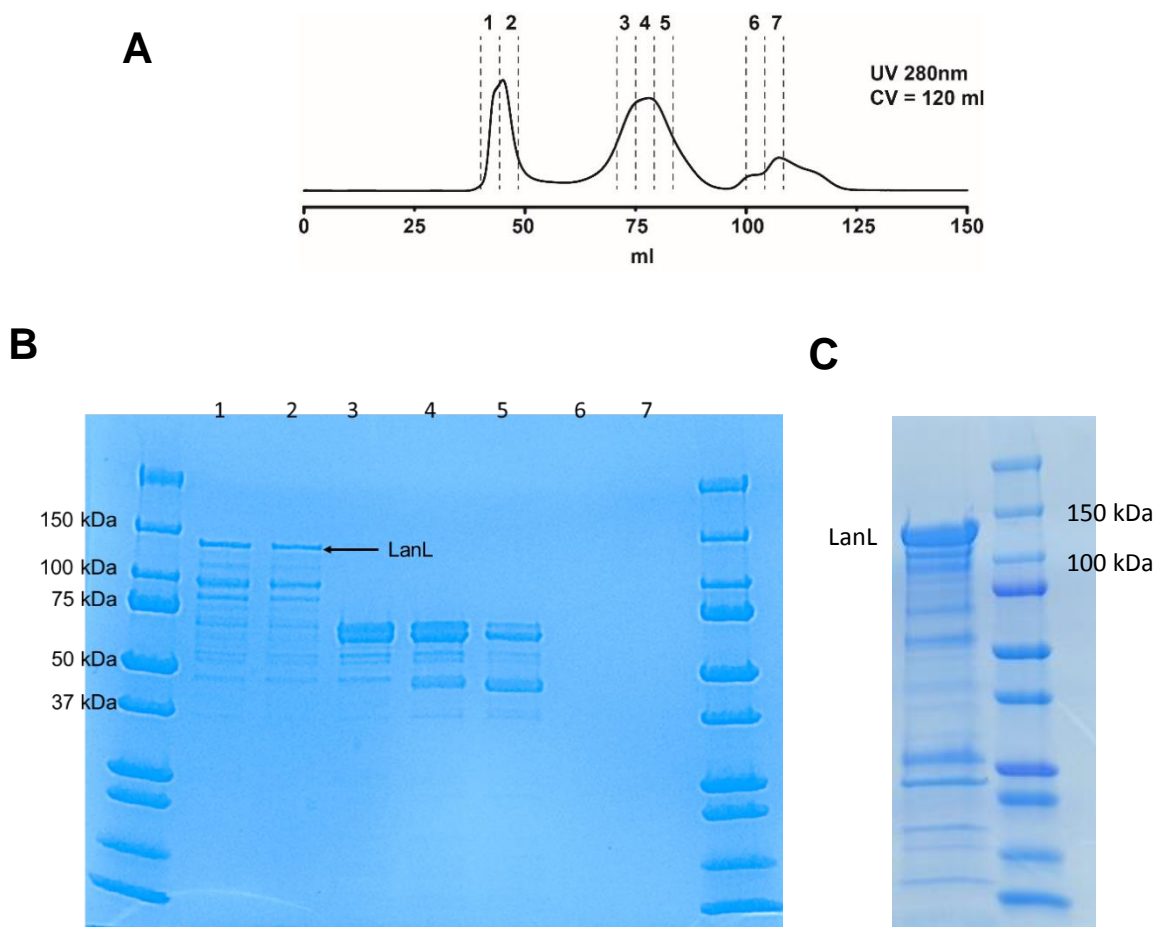 A
1 2 3 4 5 6 7
UV 280nm
CV = 120 ml
0 25 50 75 100 125 150
ml
B
1 2 3 4 5 6 7
150 kDa
100 kDa
75 kDa
50 kDa
37 kDa
LanL
C
LanL
150 kDa
100 kDa